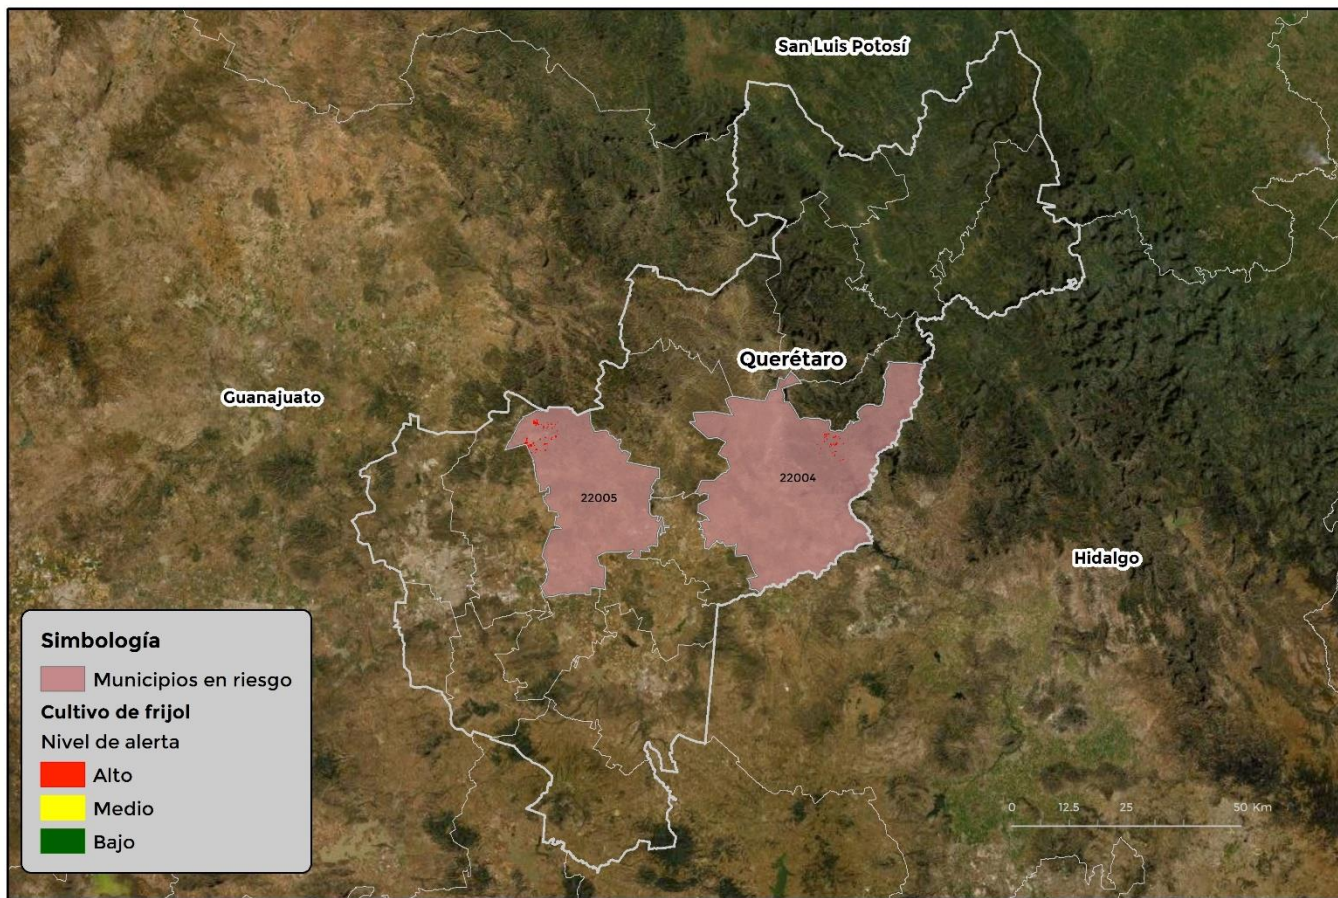 San Luis Potosí
Querétaro
Guanajuato
22005
22004
Hidalgo
Simbología
Municipios en riesgo
Cultivo de frijol
Nivel de alerta
Alto
Medio
Bajo
0 12.5 25 50 Km